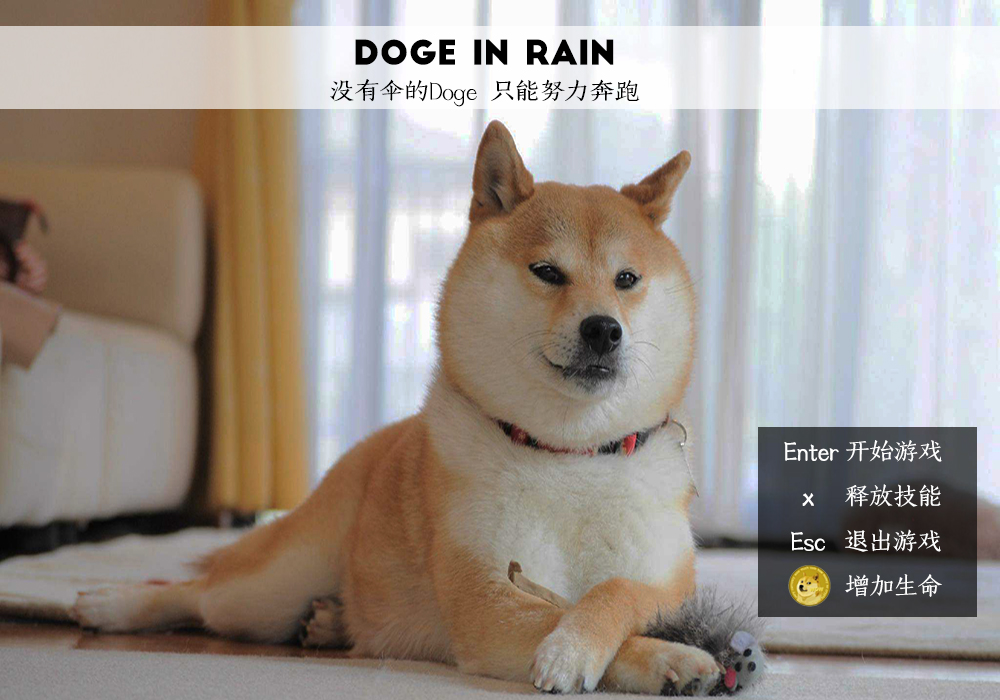 DOGE IN RAIN
没有伞的Doge 只能努力奔跑
Enter 开始游戏
x 释放技能
Esc 退出游戏
增加生命